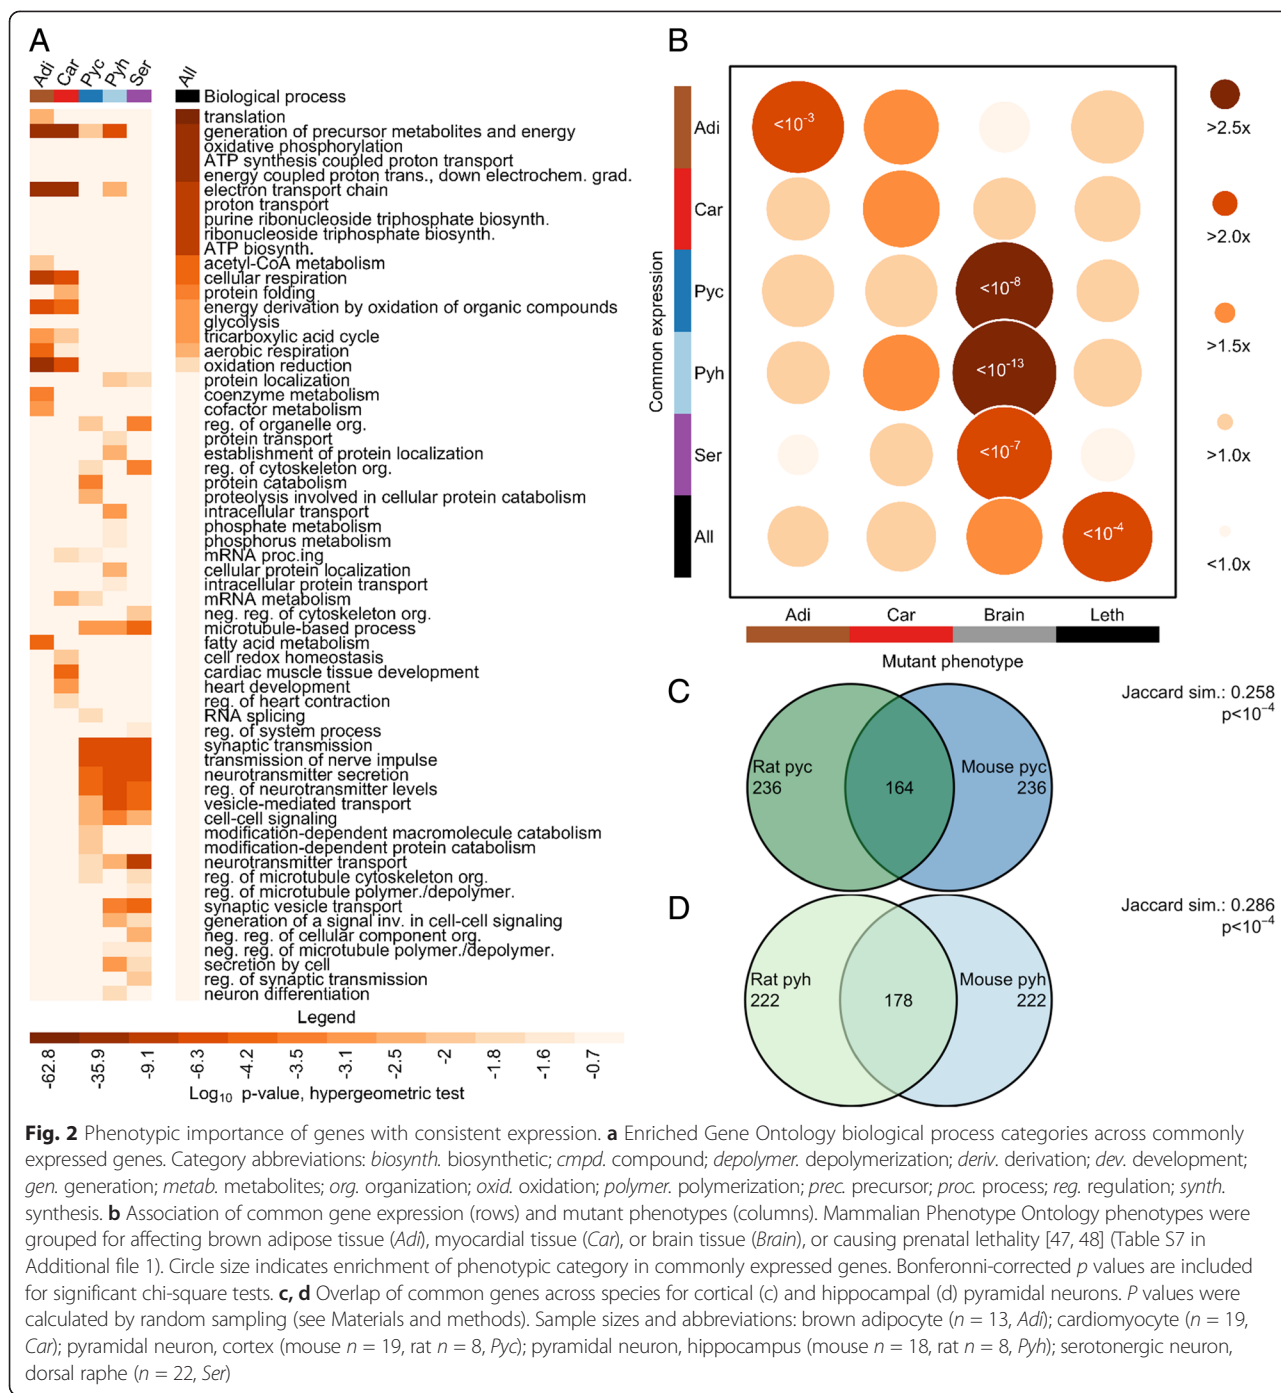 A
Adi
Car
Pyc
Pyh
Ser
All
Biological process
translation
generation of precursor metabolites and energy
oxidative phosphorylation
ATP synthesis coupled proton transport
energy coupled proton trans., down electrochem. grad.
electron transport chain
proton transport
purine ribonucleoside triphosphate biosynth.
ribonucleoside triphosphate biosynth.
ATP biosynth.
acetyl-CoA metabolism
cellular respiration
protein folding
energy derivation by oxidation of organic compounds
glycolysis
tricarboxylic acid cycle
aerobic respiration
oxidation reduction
protein localization
coenzyme metabolism
cofactor metabolism
reg. of organelle org.
protein transport
establishment of protein localization
reg. of cytoskeleton org.
protein catabolism
proteolysis involved in cellular protein catabolism
intracellular transport
phosphate metabolism
phosphorus metabolism
mRNA proc.ing
cellular protein localization
intracellular protein transport
mRNA metabolism
neg. reg. of cytoskeleton org.
microtubule-based process
fatty acid metabolism
cell redox homeostasis
cardiac muscle tissue development
heart development
reg. of heart contraction
RNA splicing
reg. of system process
synaptic transmission
transmission of nerve impulse
neurotransmitter secretion
reg. of neurotransmitter levels
vesicle-mediated transport
cell-cell signaling
modification-dependent macromolecule catabolism
modification-dependent protein catabolism
neurotransmitter transport
reg. of microtubule cytoskeleton org.
reg. of microtubule polymer./depolymer.
synaptic vesicle transport
generation of a signal inv. in cell-cell signaling
neg. reg. of cellular component org.
neg. reg. of microtubule polymer./depolymer.
secretion by cell
reg. of synaptic transmission
neuron differentiation
Legend
-62.8
-35.9
-9.1
-6.3
-4.2
-3.5
-3.1
-2.5
-2
-1.8
-1.6
-0.7
Log10 p-value, hypergeometric test
B
Common expression
Adi
Car
Pyc
Pyh
Ser
All
<10-3
<10-8
<10-13
<10-7
<10-4
>2.5x
>2.0x
>1.5x
>1.0x
<1.0x
Adi Car Brain Leth
Mutant phenotype
C
Jaccard sim.: 0.258
p<10−4
Rat pyc
236
164
Mouse pyc
236
D
Jaccard sim.: 0.286
p<10−4
Rat pyh
222
178
Mouse pyh
222
Fig. 2 Phenotypic importance of genes with consistent expression. a Enriched Gene Ontology biological process categories across commonly
expressed genes. Category abbreviations: biosynth. biosynthetic; cmpd. compound; depolymer. depolymerization; deriv. derivation; dev. development;
gen. generation; metab. metabolites; org. organization; oxid. oxidation; polymer. polymerization; prec. precursor; proc. process; reg. regulation; synth.
synthesis. b Association of common gene expression (rows) and mutant phenotypes (columns). Mammalian Phenotype Ontology phenotypes were
grouped for affecting brown adipose tissue (Adi), myocardial tissue (Car), or brain tissue (Brain), or causing prenatal lethality [47, 48] (Table S7 in
Additional file 1). Circle size indicates enrichment of phenotypic category in commonly expressed genes. Bonferonni-corrected p values are included
for significant chi-square tests. c, d Overlap of common genes across species for cortical (c) and hippocampal (d) pyramidal neurons. P values were
calculated by random sampling (see Materials and methods). Sample sizes and abbreviations: brown adipocyte (n = 13, Adi); cardiomyocyte (n = 19,
Car); pyramidal neuron, cortex (mouse n = 19, rat n = 8, Pyc); pyramidal neuron, hippocampus (mouse n = 18, rat n = 8, Pyh); serotonergic neuron,
dorsal raphe (n = 22, Ser)